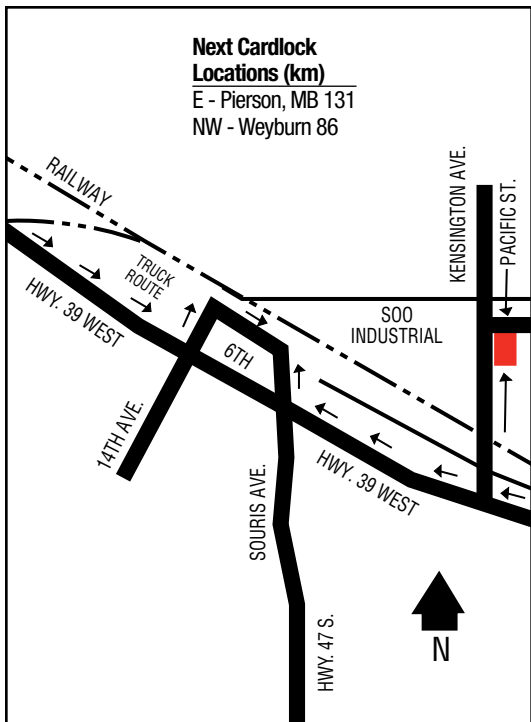 Next Cardlock
Locations (km)
E - Pierson, MB 131
NW - Weyburn 86
RAILWAY
KENSINGTON AVE.
PACIFIC ST.
TRUCK
ROUTE
HWY. 39 WEST
SOO
INDUSTRIAL
6TH
14TH AVE.
HWY. 39 WEST
SOURIS AVE.
HWY. 47 S.
N